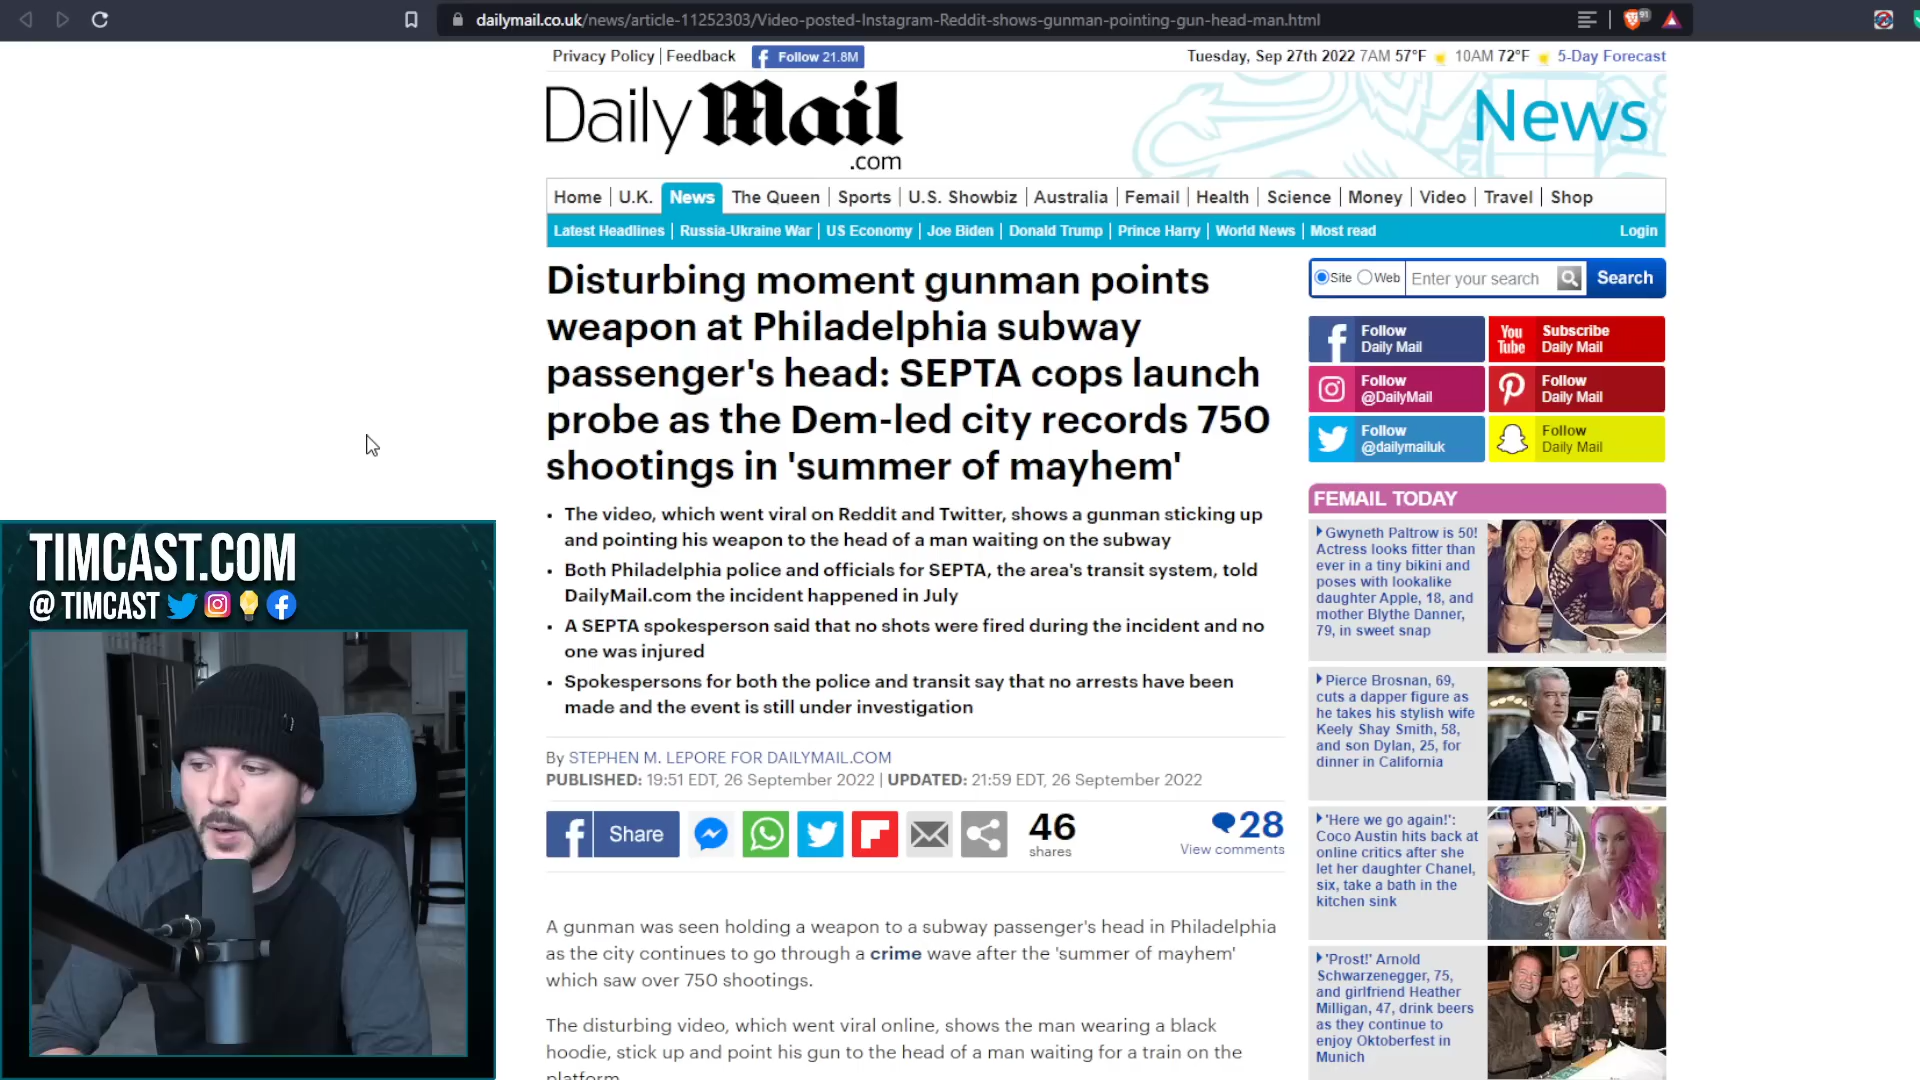 dailymail.co.uk/news/article-11252303/Video-posted-Instagram-Reddit-shows-gunman-pointing-gun-head-man.html
91
Privacy Policy | Feedback
Follow 21.8M
Tuesday, Sep 27th 2022 7AM 57°F 10AM 72°F 5-Day Forecast
Daily Mail
.com
News
Home U.K. News The Queen Sports U.S. Showbiz Australia Femail Health Science Money Video Travel Shop
Latest Headlines Russia-Ukraine War US Economy Joe Biden Donald Trump Prince Harry World News Most read Login
Disturbing moment gunman points
weapon at Philadelphia subway
passenger's head: SEPTA cops launch
probe as the Dem-led city records 750
shootings in 'summer of mayhem'
• The video, which went viral on Reddit and Twitter, shows a gunman sticking up
and pointing his weapon to the head of a man waiting on the subway
• Both Philadelphia police and officials for SEPTA, the area's transit system, told
DailyMail.com the incident happened in July
• A SEPTA spokesperson said that no shots were fired during the incident and no
one was injured
• Spokespersons for both the police and transit say that no arrests have been
made and the event is still under investigation
By STEPHEN M. LEPORE FOR DAILYMAIL.COM
PUBLISHED: 19:51 EDT, 26 September 2022 | UPDATED: 21:59 EDT, 26 September 2022
Share
46
shares
28
View comments
A gunman was seen holding a weapon to a subway passenger's head in Philadelphia
as the city continues to go through a crime wave after the 'summer of mayhem'
which saw over 750 shootings.
The disturbing video, which went viral online, shows the man wearing a black
hoodie, stick up and point his gun to the head of a man waiting for a train on the
platform.
Site Web Enter your search Search
Follow
Daily Mail
You
Tube
Subscribe
Daily Mail
Follow
@DailyMail
Follow
Daily Mail
Follow
@dailymailuk
Follow
Daily Mail
FEMAIL TODAY
Gwyneth Paltrow is 50!
Actress looks fitter than
ever in a tiny bikini and
poses with lookalike
daughter Apple, 18, and
mother Blythe Danner,
79, in sweet snap
Pierce Brosnan, 69,
cuts a dapper figure as
he takes his stylish wife
Keely Shay Smith, 58,
and son Dylan, 25, for
dinner in California
'Here we go again!':
Coco Austin hits back at
online critics after she
let her daughter Chanel,
six, take a bath in the
kitchen sink
'Prost!' Arnold
Schwarzenegger, 75,
and girlfriend Heather
Milligan, 47, drink beers
as they continue to
enjoy Oktoberfest in
Munich
TIMCAST.COM
@ TIMCAST